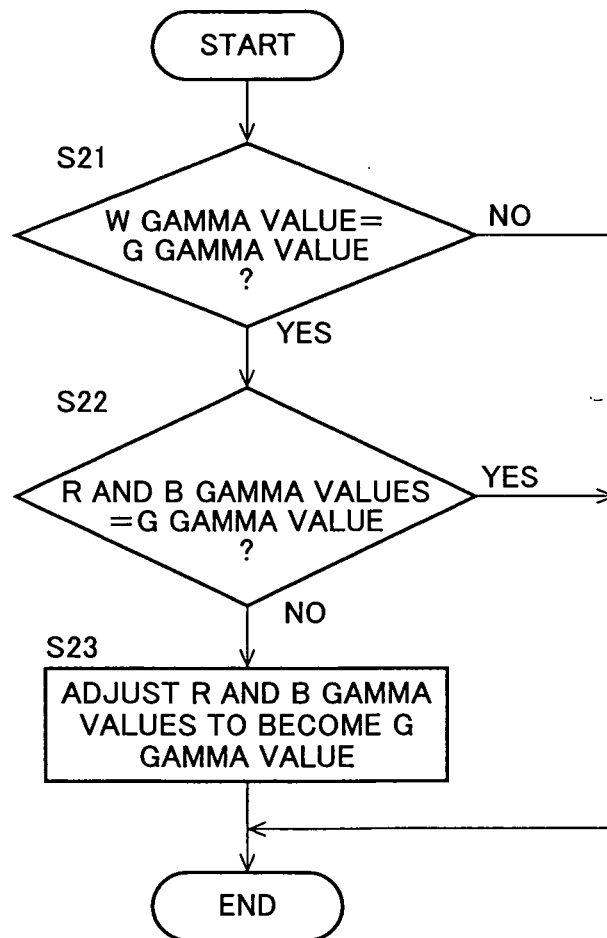 START
S21
W GAMMA VALUE=
G GAMMA VALUE
?
NO
YES
S22
R AND B GAMMA VALUES
=G GAMMA VALUE
?
YES
NO
S23
ADJUST R AND B GAMMA
VALUES TO BECOME G
GAMMA VALUE
END